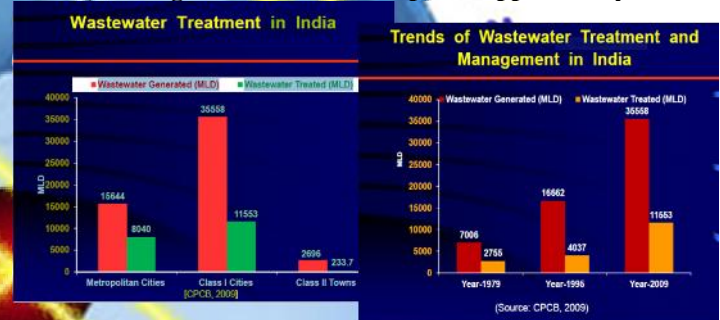 Wastewater Treatment in India
Wastewater Generated (MLD)
Wastewater Treated (MLD)
MLD
40000
35000
30000
25000
20000
15000
10000
5000
0
15644
8040
35558
11553
2696
233.7
Metropolitan Cities
Class I Cities
Class II Towns
[CPCB, 2009]
Trends of Wastewater Treatment and
Management in India
Wastewater Generated (MLD)
Wastewater Treated (MLD)
MLD
40000
35000
30000
25000
20000
15000
10000
5000
0
7006
2755
16662
4037
35558
11553
Year-1979
Year-1995
Year-2009
(Source: CPCB, 2009)